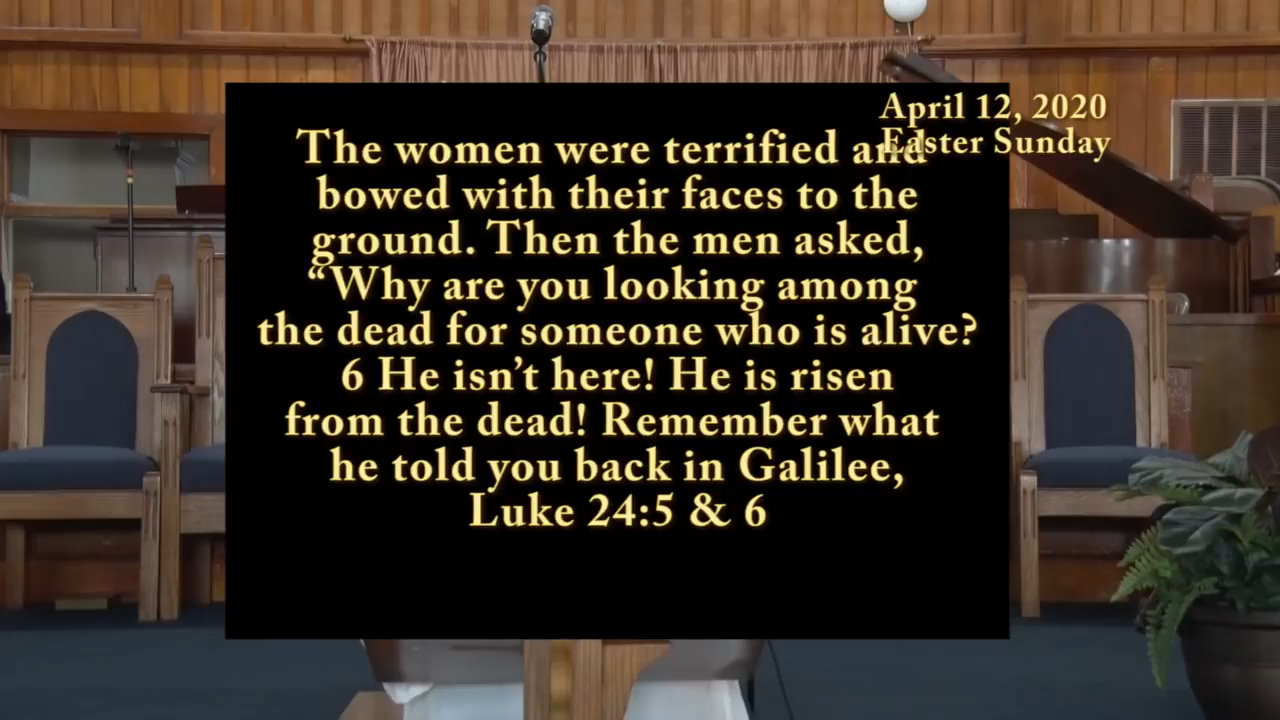 April 12, 2020
Easter Sunday
The women were terrified and
bowed with their faces to the
ground. Then the men asked,
“Why are you looking among
the dead for someone who is alive?
6 He isn’t here! He is risen
from the dead! Remember what
he told you back in Galilee,
Luke 24:5 & 6